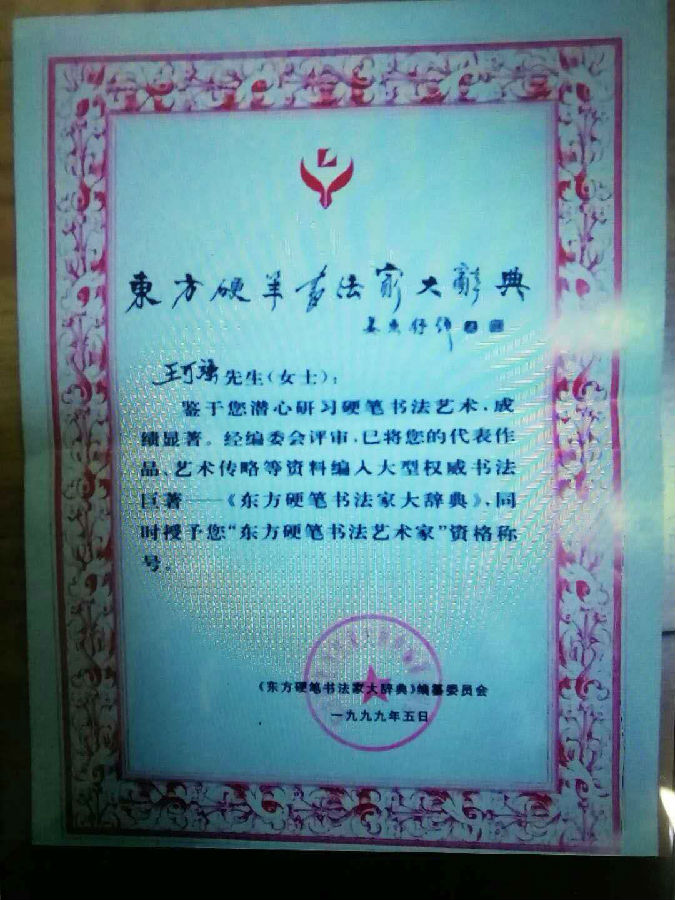 東方硬笔书法家大辞典
王可强先生(女士):
鉴于您潜心研习硬笔书法艺术,成
绩显著。经编委会评审,已将您的代表作
品、艺术传略等资料编入大型权威书法
巨著——《东方硬笔书法家大辞典》,同
时授予您“东方硬笔书法艺术家”资格称
号。
《东方硬笔书法家大辞典》编纂委员会
一九九九年五日